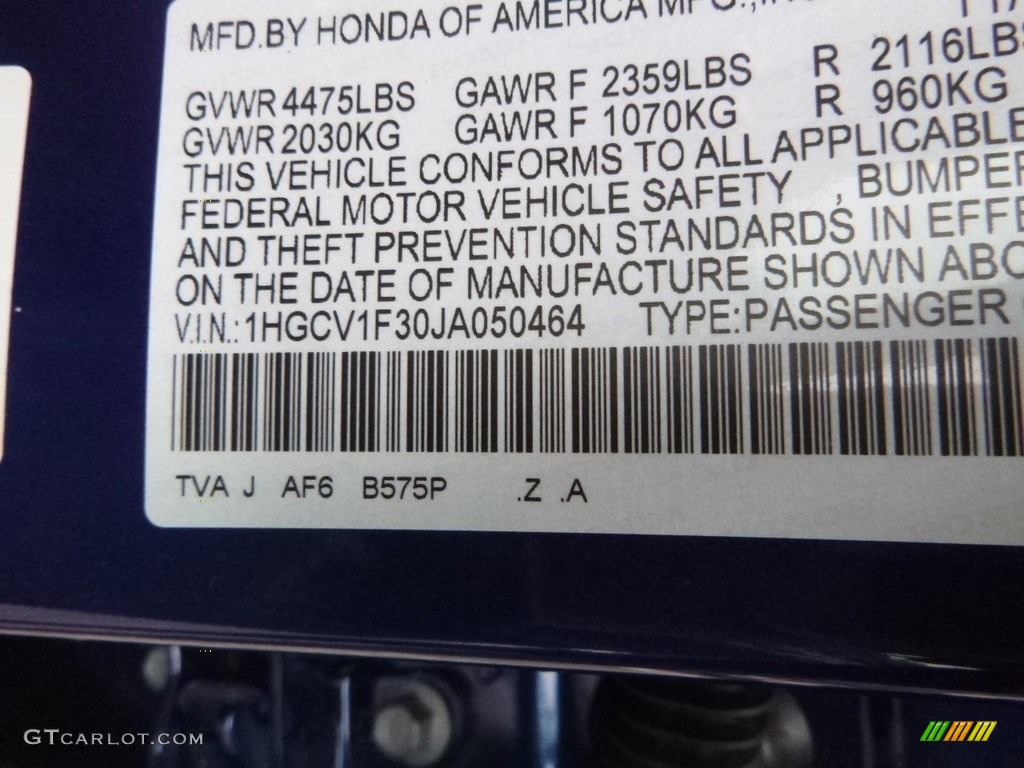 MFD.BY HONDA OF AMERICA MFG.,IN
GVWR 4475LBS GAWR F 2359LBS R 2116LBS
GVWR 2030KG GAWR F 1070KG R 960KG
THIS VEHICLE CONFORMS TO ALL APPLICABLE
FEDERAL MOTOR VEHICLE SAFETY , BUMPER
AND THEFT PREVENTION STANDARDS IN EFFE
ON THE DATE OF MANUFACTURE SHOWN ABO
V.I.N.:1HGCV1F30JA050464 TYPE:PASSENGER
TVA J AF6 B575P .Z .A
GTCARLOT.COM